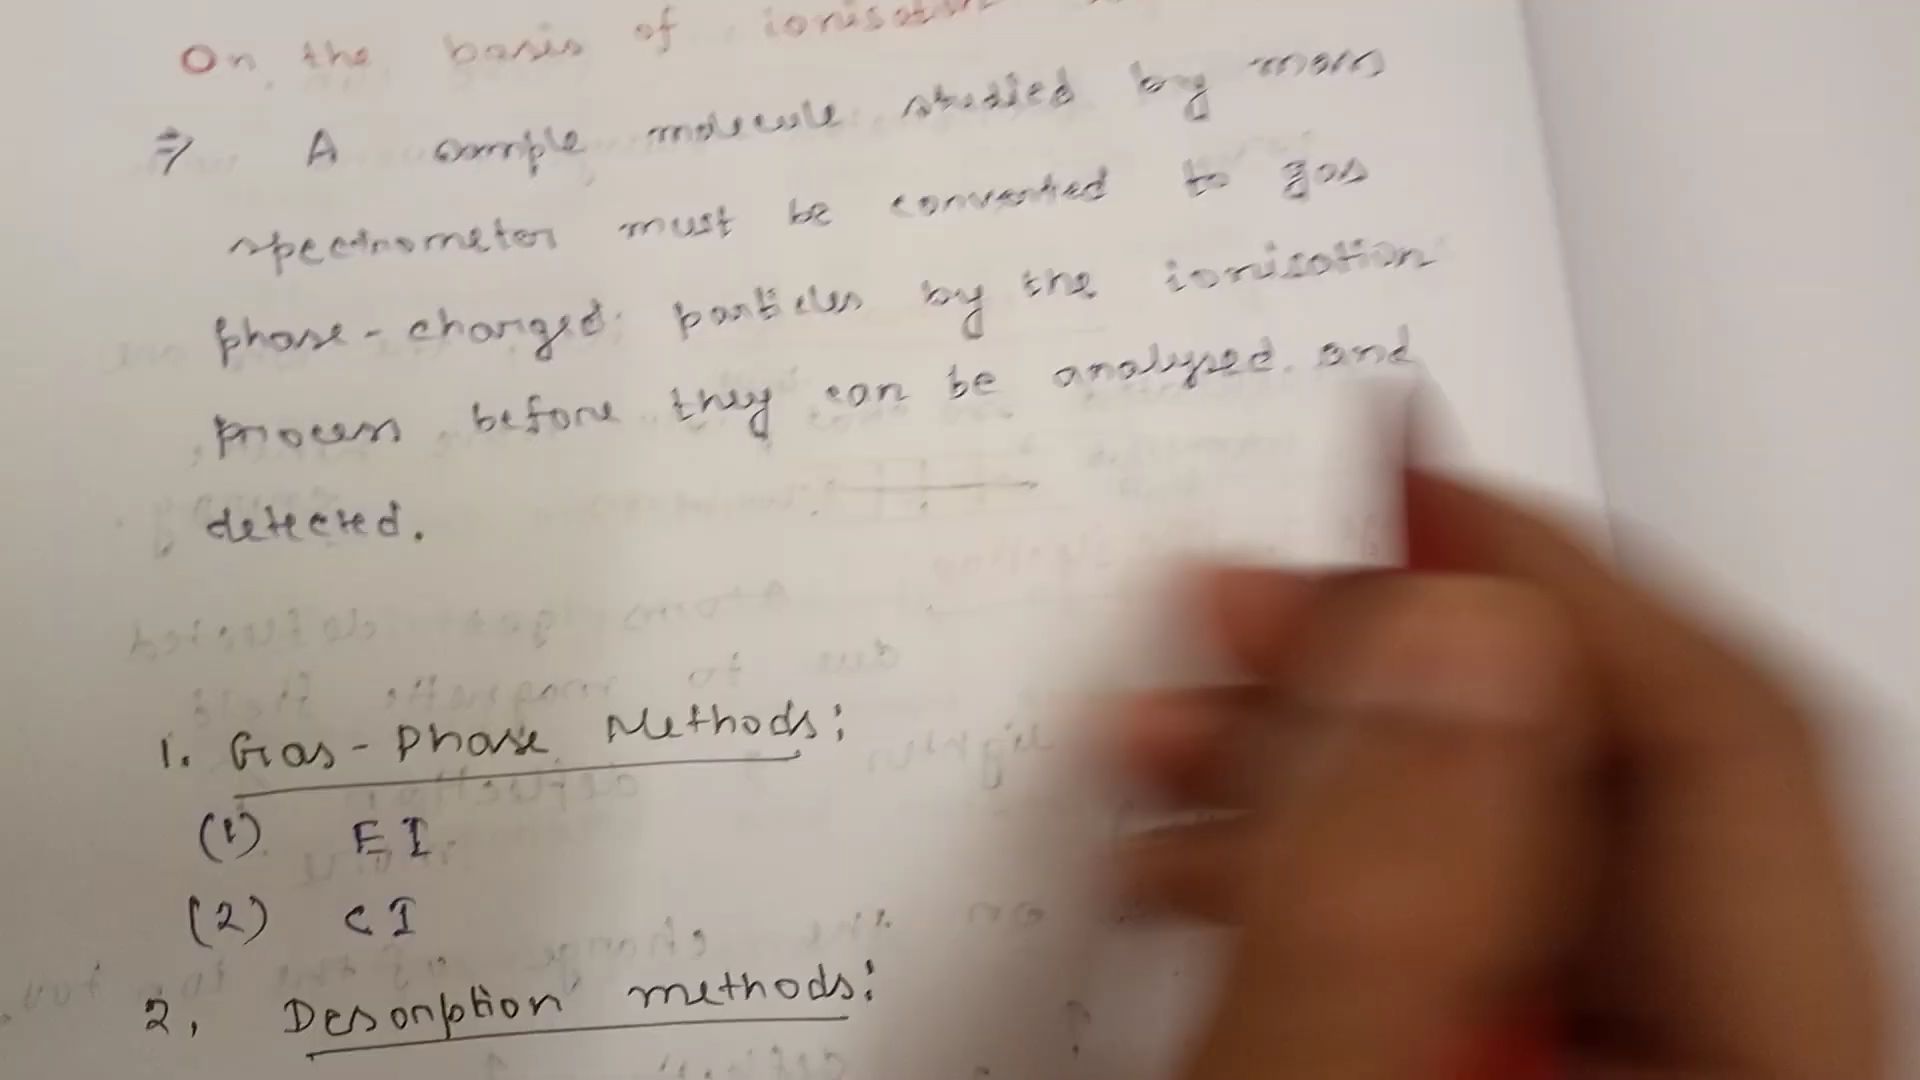 On the basis of ionisation
⇒ A sample molecule studied by mass
spectrometer must be converted to gas
phase-charged particles by the ionisation
process before they can be analysed and
detected.
1. Gas-Phase Methods:
(1) EI
(2) CI
2, Desorption methods: